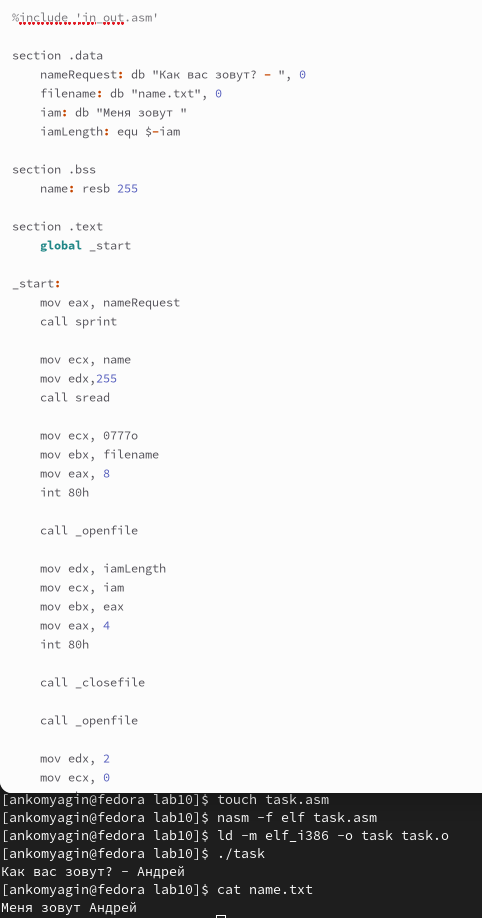 %include 'in_out.asm'
section .data
nameRequest: db "Как вас зовут? - ", 0
filename: db "name.txt", 0
iam: db "Меня зовут "
iamLength: equ $-iam
section .bss
name: resb 255
section .text
global _start
_start:
mov eax, nameRequest
call sprint
mov ecx, name
mov edx,255
call sread
mov ecx, 0777o
mov ebx, filename
mov eax, 8
int 80h
call _openfile
mov edx, iamLength
mov ecx, iam
mov ebx, eax
mov eax, 4
int 80h
call _closefile
call _openfile
mov edx, 2
mov ecx, 0
[ankomyagin@fedora lab10]$ touch task.asm
[ankomyagin@fedora lab10]$ nasm -f elf task.asm
[ankomyagin@fedora lab10]$ ld -m elf_i386 -o task task.o
[ankomyagin@fedora lab10]$ ./task
Как вас зовут? - Андрей
[ankomyagin@fedora lab10]$ cat name.txt
Меня зовут Андрей